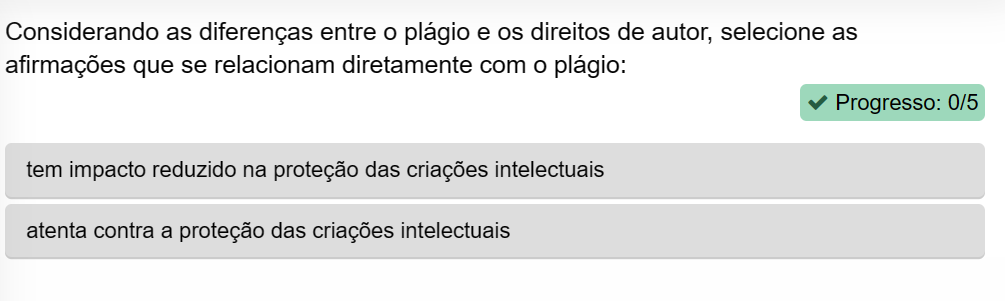 Considerando as diferenças entre o plágio e os direitos de autor, selecione as
afirmações que se relacionam diretamente com o plágio:
Progresso: 0/5
tem impacto reduzido na proteção das criações intelectuais
atenta contra a proteção das criações intelectuais